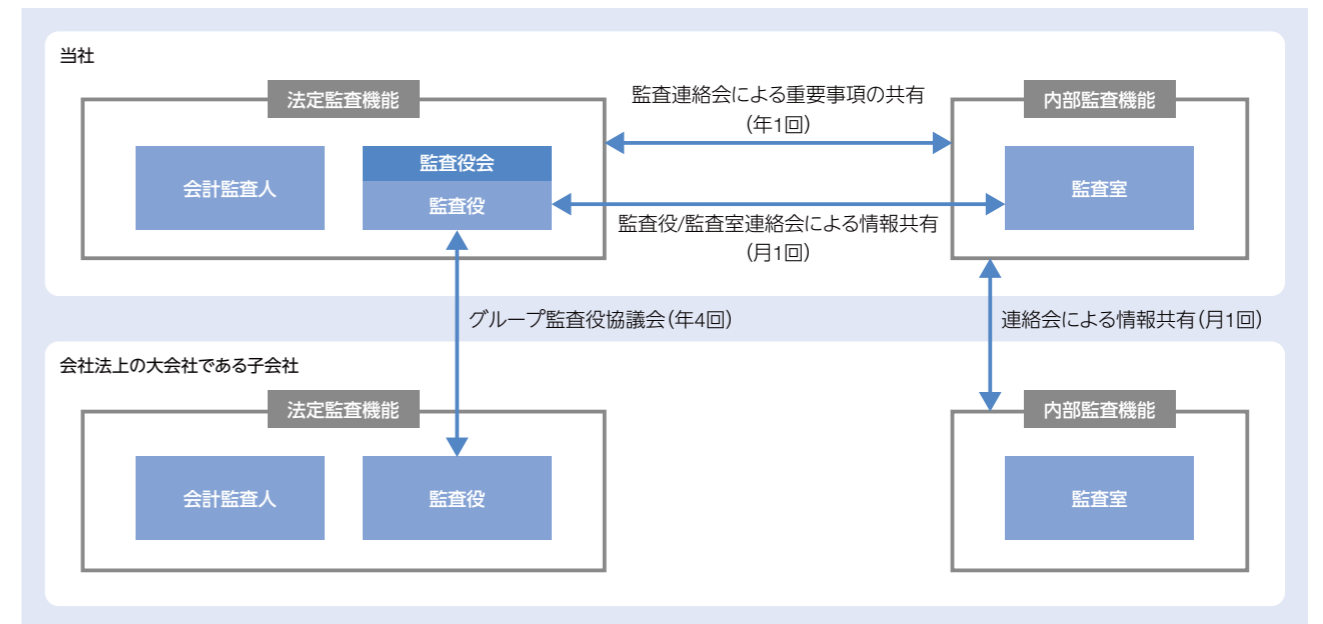 当社
法定監査機能
会計監査人
監査役会
監査役
監査連絡会による重要事項の共有
(年1回)
監査役/監査室連絡会による情報共有
(月1回)
内部監査機能
監査室
グループ監査役協議会(年4回)
連絡会による情報共有(月1回)
会社法上の大会社である子会社
法定監査機能
会計監査人
監査役
内部監査機能
監査室